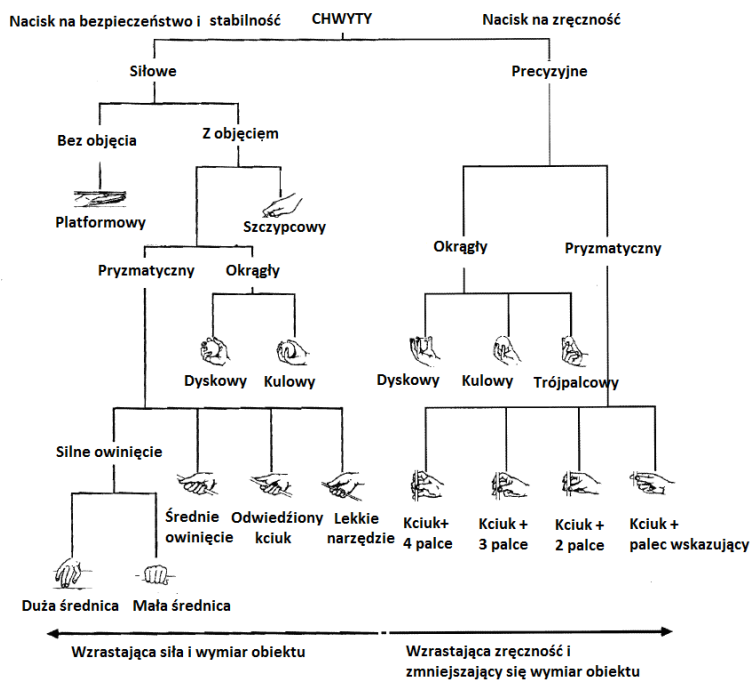 Nacisk na bezpieczeństwo i stabilność
CHWYTY
Nacisk na zręczność
Siłowe
Precyzyjne
Bez objęcia
Z objęciem
Platformowy
Szczypcowy
Okrągły
Pryzmatyczny
Pryzmatyczny
Okrągły
Dyskowy
Kulowy
Dyskowy
Kulowy
Trójpalcowy
Silne owinięcie
Średnie
owinięcie
Odwiedźiony
kciuk
Lekkie
narzędzie
Kciuk+
4 palce
Kciuk +
3 palce
Kciuk +
2 palce
Kciuk +
palec wskazujący
Duża średnica
Mała średnica
Wzrastająca siła i wymiar obiektu
Wzrastająca zręczność i
zmniejszający się wymiar obiektu